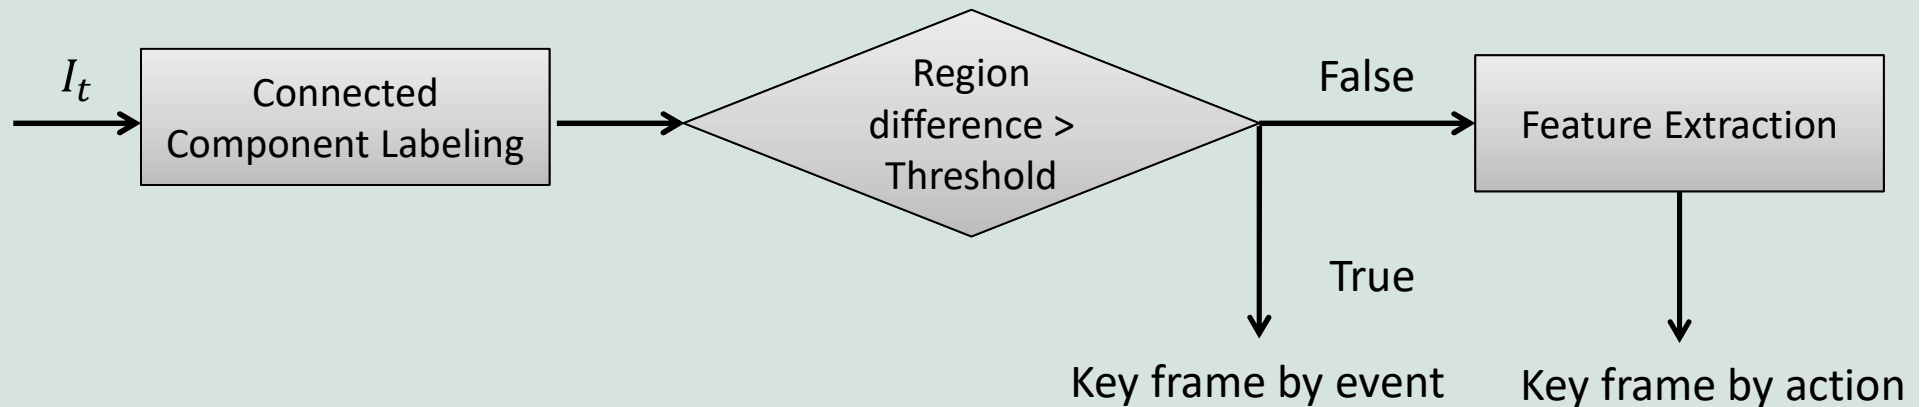 I_t
Connected
Component Labeling
Region
difference >
Threshold
False
Feature Extraction
True
Key frame by event
Key frame by action